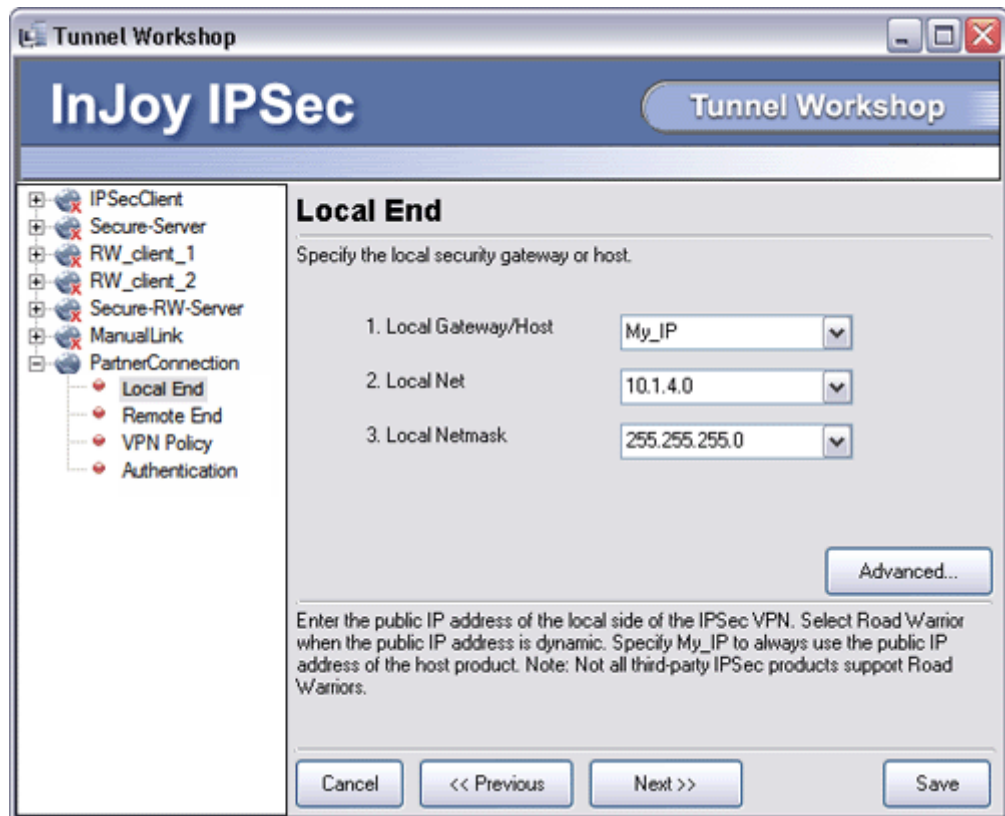 Tunnel Workshop
InJoy IPSec
Tunnel Workshop
IPSecClient
Secure-Server
RW_client_1
RW_client_2
Secure-RW-Server
ManualLink
PartnerConnection
Local End
Remote End
VPN Policy
Authentication
Local End
Specify the local security gateway or host.
1. Local Gateway/Host
My_IP
2. Local Net
10.1.4.0
3. Local Netmask
255.255.255.0
Advanced...
Enter the public IP address of the local side of the IPSec VPN. Select Road Warrior
when the public IP address is dynamic. Specify My_IP to always use the public IP
address of the host product. Note: Not all third-party IPSec products support Road
Warriors.
Cancel
<< Previous
Next >>
Save